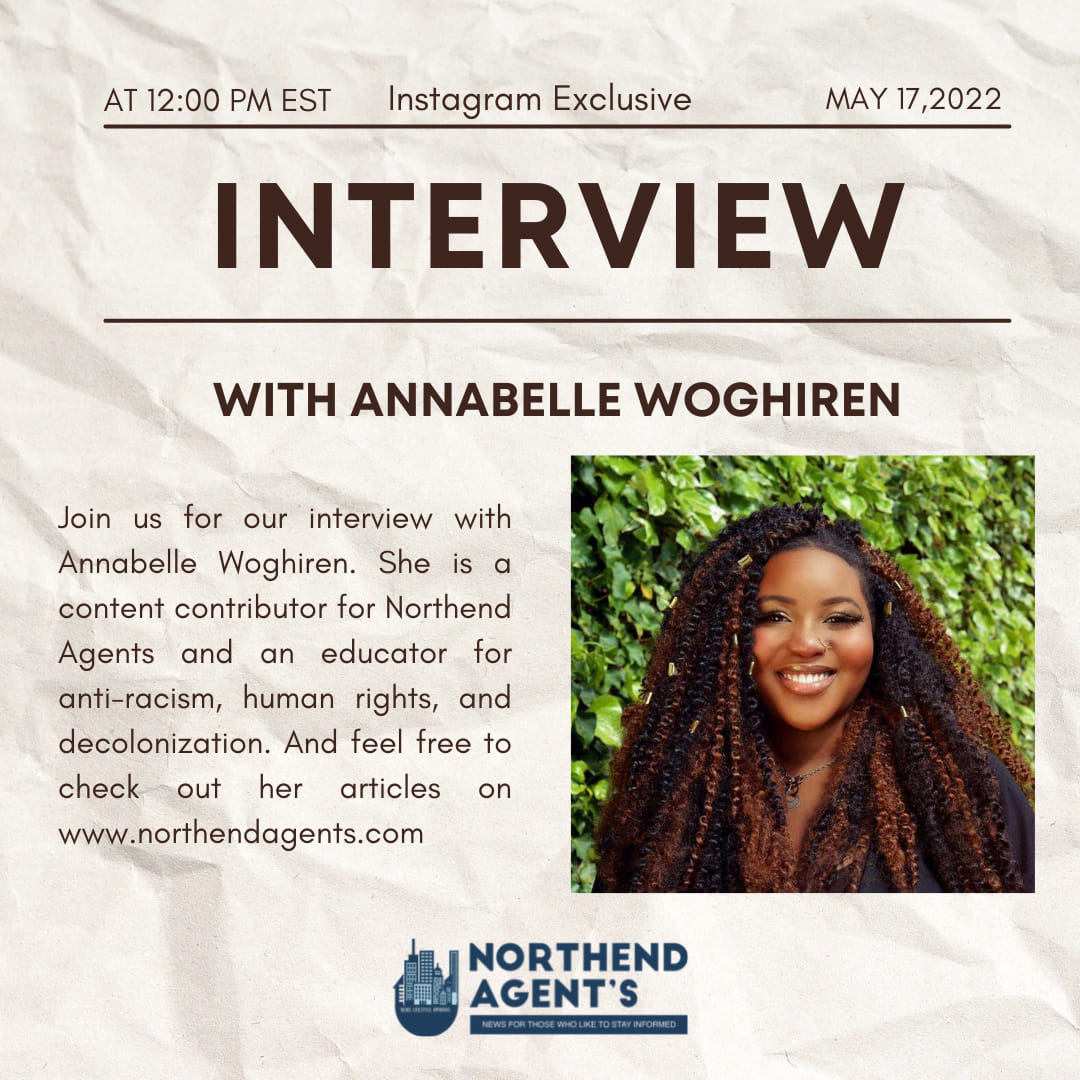 AT 12:00 PM EST Instagram Exclusive MAY 17,2022
INTERVIEW
WITH ANNABELLE WOGHIREN
Join us for our interview with
Annabelle Woghiren. She is a
content contributor for Northend
Agents and an educator for
anti-racism, human rights, and
decolonization. And feel free to
check out her articles on
www.northendagents.com
NEWS LIFESTYLE OPINIONS
NORTHEND
AGENT'S
NEWS FOR THOSE WHO LIKE TO STAY INFORMED